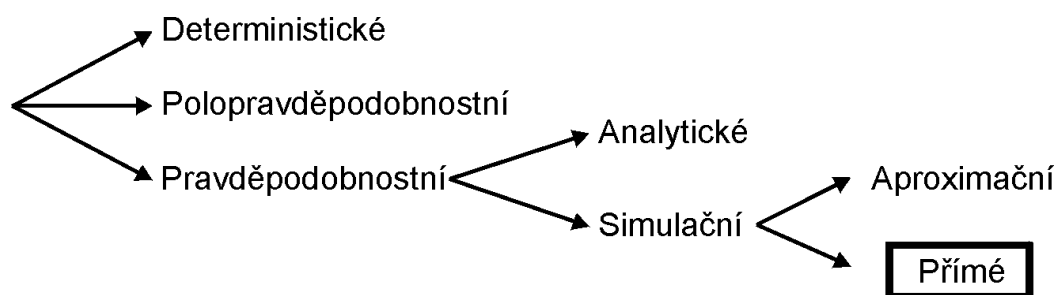 Deterministické
Polopravděpodobnostní
Analytické
Pravděpodobnostní
Aproximační
Simulační
Přímé